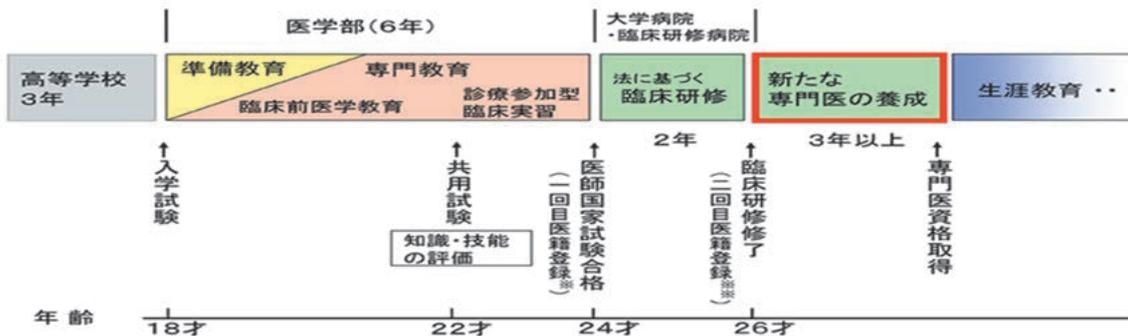 医学部(6年)
大学病院
・臨床研修病院
高等学校
3年
準備教育
専門教育
臨床前医学教育
診療参加型
臨床実習
法に基づく
臨床研修
新たな
専門医の養成
生涯教育・・
2年
3年以上
入学試験
共用試験
知識・技能
の評価
医師国家試験合格
(一回目医籍登録※)
臨床研修修了
(二回目医籍登録※※)
専門医資格取得
年齢
18才
22才
24才
26才